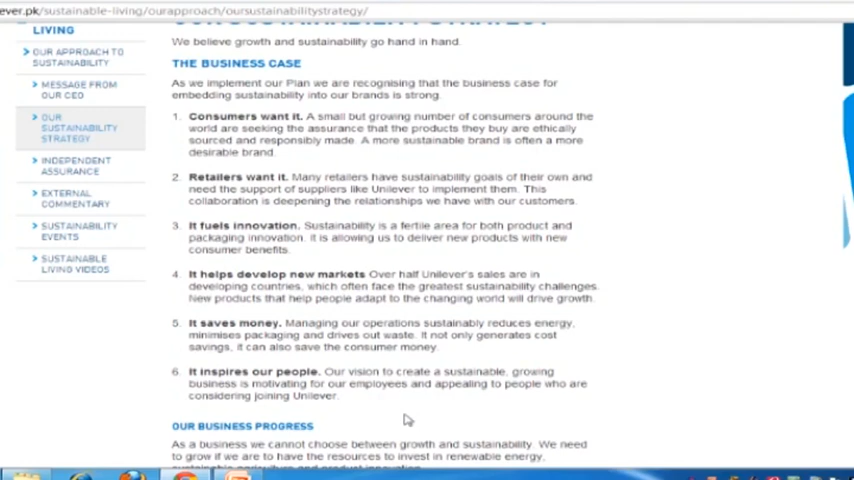 ever.pk/sustainable-living/ourapproach/oursustainabilitystrategy/
OUR SUSTAINABILITY STRATEGY
LIVING
OUR APPROACH TO
SUSTAINABILITY
MESSAGE FROM
OUR CEO
OUR
SUSTAINABILITY
STRATEGY
INDEPENDENT
ASSURANCE
EXTERNAL
COMMENTARY
SUSTAINABILITY
EVENTS
SUSTAINABLE
LIVING VIDEOS
We believe growth and sustainability go hand in hand.
THE BUSINESS CASE
As we implement our Plan we are recognising that the business case for
embedding sustainability into our brands is strong.
1. Consumers want it. A small but growing number of consumers around the
world are seeking the assurance that the products they buy are ethically
sourced and responsibly made. A more sustainable brand is often a more
desirable brand.
2. Retailers want it. Many retailers have sustainability goals of their own and
need the support of suppliers like Unilever to implement them. This
collaboration is deepening the relationships we have with our customers.
3. It fuels innovation. Sustainability is a fertile area for both product and
packaging innovation. It is allowing us to deliver new products with new
consumer benefits.
4. It helps develop new markets Over half Unilever's sales are in
developing countries, which often face the greatest sustainability challenges.
New products that help people adapt to the changing world will drive growth.
5. It saves money. Managing our operations sustainably reduces energy,
minimises packaging and drives out waste. It not only generates cost
savings, it can also save the consumer money.
6. It inspires our people. Our vision to create a sustainable, growing
business is motivating for our employees and appealing to people who are
considering joining Unilever.
OUR BUSINESS PROGRESS
As a business we cannot choose between growth and sustainability. We need
to grow if we are to have the resources to invest in renewable energy,
sustainable agriculture and product innovation.